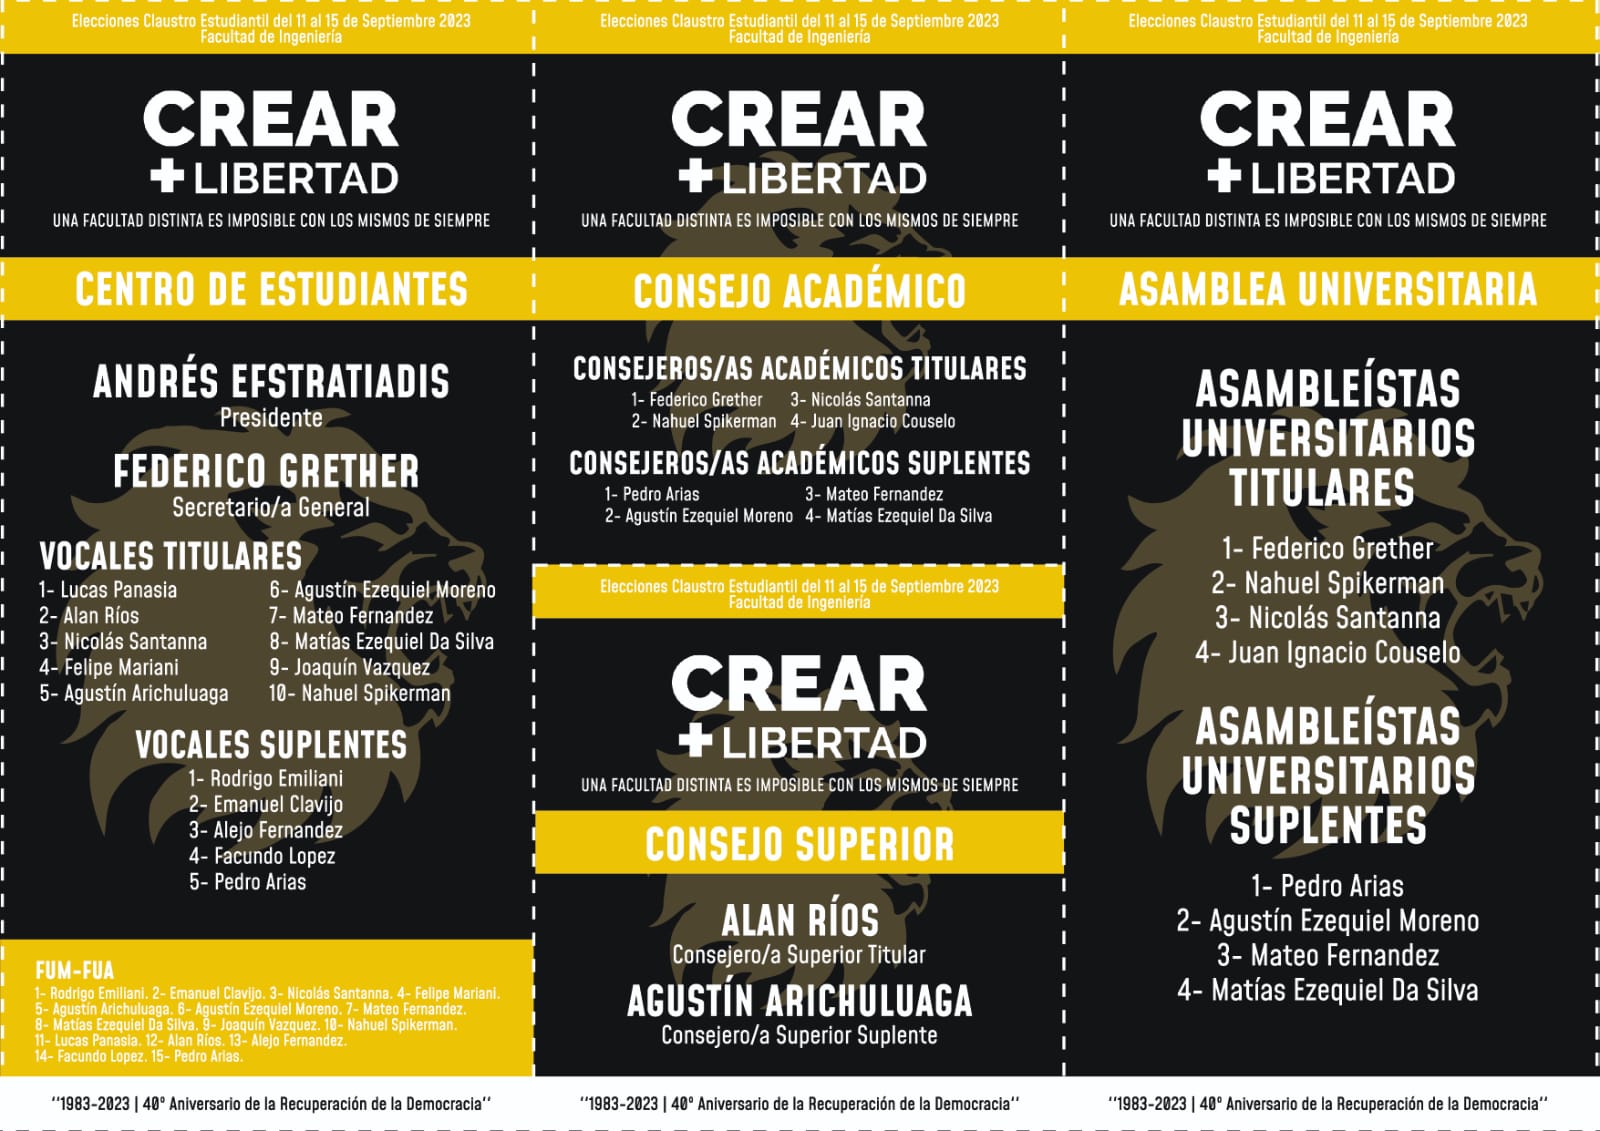 Elecciones Claustro Estudiantil del 11 al 15 de Septiembre 2023
Facultad de Ingeniería
CREAR
+ LIBERTAD
UNA FACULTAD DISTINTA ES IMPOSIBLE CON LOS MISMOS DE SIEMPRE
CENTRO DE ESTUDIANTES
ANDRÉS EFSTRATIADIS
Presidente
FEDERICO GRETHER
Secretario/a General
VOCALES TITULARES
1- Lucas Panasia
2- Alan Ríos
3- Nicolás Santanna
4- Felipe Mariani
5- Agustín Arichuluaga
6- Agustín Ezequiel Moreno
7- Mateo Fernandez
8- Matías Ezequiel Da Silva
9- Joaquín Vazquez
10- Nahuel Spikerman
VOCALES SUPLENTES
1- Rodrigo Emiliani
2- Emanuel Clavijo
3- Alejo Fernandez
4- Facundo Lopez
5- Pedro Arias
FUM-FUA
1- Rodrigo Emiliani. 2- Emanuel Clavijo. 3- Nicolás Santanna. 4- Felipe Mariani.
5- Agustín Arichuluaga. 6- Agustín Ezequiel Moreno. 7- Mateo Fernandez.
8- Matías Ezequiel Da Silva. 9- Joaquín Vazquez. 10- Nahuel Spikerman.
11- Lucas Panasia. 12- Alan Ríos. 13- Alejo Fernandez.
14- Facundo Lopez. 15- Pedro Arias.
''1983-2023 | 40º Aniversario de la Recuperación de la Democracia''
Elecciones Claustro Estudiantil del 11 al 15 de Septiembre 2023
Facultad de Ingeniería
CREAR
+ LIBERTAD
UNA FACULTAD DISTINTA ES IMPOSIBLE CON LOS MISMOS DE SIEMPRE
CONSEJO ACADÉMICO
CONSEJEROS/AS ACADÉMICOS TITULARES
1- Federico Grether
2- Nahuel Spikerman
3- Nicolás Santanna
4- Juan Ignacio Couselo
CONSEJEROS/AS ACADÉMICOS SUPLENTES
1- Pedro Arias
2- Agustín Ezequiel Moreno
3- Mateo Fernandez
4- Matías Ezequiel Da Silva
Elecciones Claustro Estudiantil del 11 al 15 de Septiembre 2023
Facultad de Ingeniería
CREAR
+ LIBERTAD
UNA FACULTAD DISTINTA ES IMPOSIBLE CON LOS MISMOS DE SIEMPRE
CONSEJO SUPERIOR
ALAN RÍOS
Consejero/a Superior Titular
AGUSTÍN ARICHULUAGA
Consejero/a Superior Suplente
''1983-2023 | 40º Aniversario de la Recuperación de la Democracia''
Elecciones Claustro Estudiantil del 11 al 15 de Septiembre 2023
Facultad de Ingeniería
CREAR
+ LIBERTAD
UNA FACULTAD DISTINTA ES IMPOSIBLE CON LOS MISMOS DE SIEMPRE
ASAMBLEA UNIVERSITARIA
ASAMBLEÍSTAS
UNIVERSITARIOS
TITULARES
1- Federico Grether
2- Nahuel Spikerman
3- Nicolás Santanna
4- Juan Ignacio Couselo
ASAMBLEÍSTAS
UNIVERSITARIOS
SUPLENTES
1- Pedro Arias
2- Agustín Ezequiel Moreno
3- Mateo Fernandez
4- Matías Ezequiel Da Silva
''1983-2023 | 40º Aniversario de la Recuperación de la Democracia''